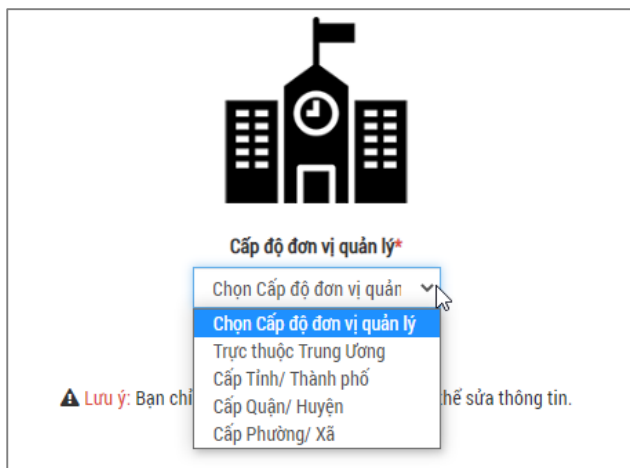 Cấp độ đơn vị quản lý*
Chọn Cấp độ đơn vị quản
Chọn Cấp độ đơn vị quản lý
Trực thuộc Trung Ương
Cấp Tỉnh/ Thành phố
Lưu ý: Bạn chỉ thể sửa thông tin.
Cấp Quận/ Huyện
Cấp Phường/ Xã